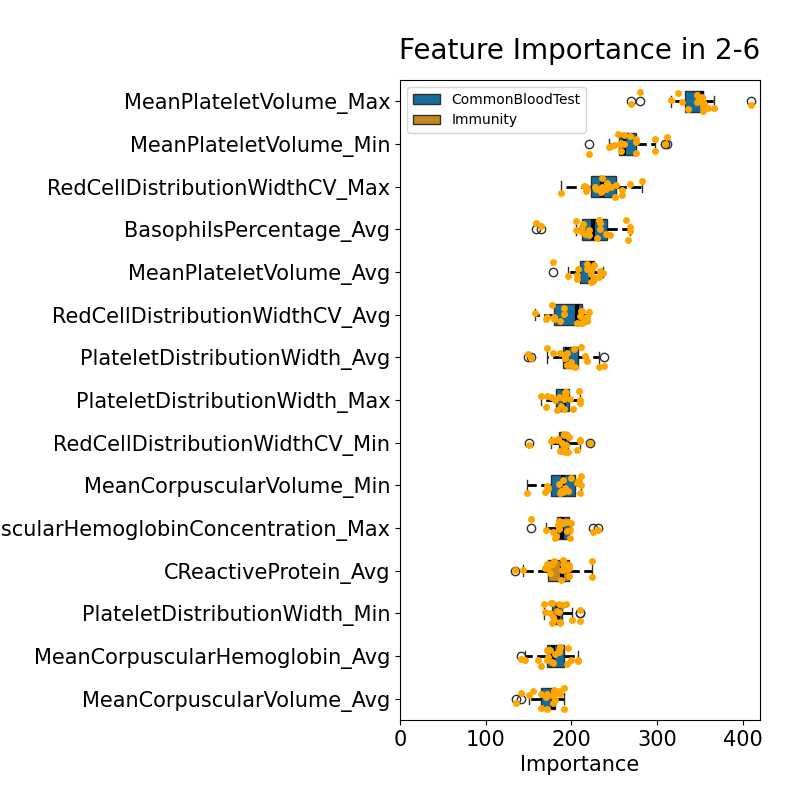 Feature Importance in 2-6
CommonBloodTest
Immunity
MeanPlateletVolume_Max
MeanPlateletVolume_Min
RedCellDistributionWidthCV_Max
BasophilsPercentage_Avg
MeanPlateletVolume_Avg
RedCellDistributionWidthCV_Avg
PlateletDistributionWidth_Avg
PlateletDistributionWidth_Max
RedCellDistributionWidthCV_Min
MeanCorpuscularVolume_Min
scularHemoglobinConcentration_Max
CReactiveProtein_Avg
PlateletDistributionWidth_Min
MeanCorpuscularHemoglobin_Avg
MeanCorpuscularVolume_Avg
0 100 200 300 400
Importance